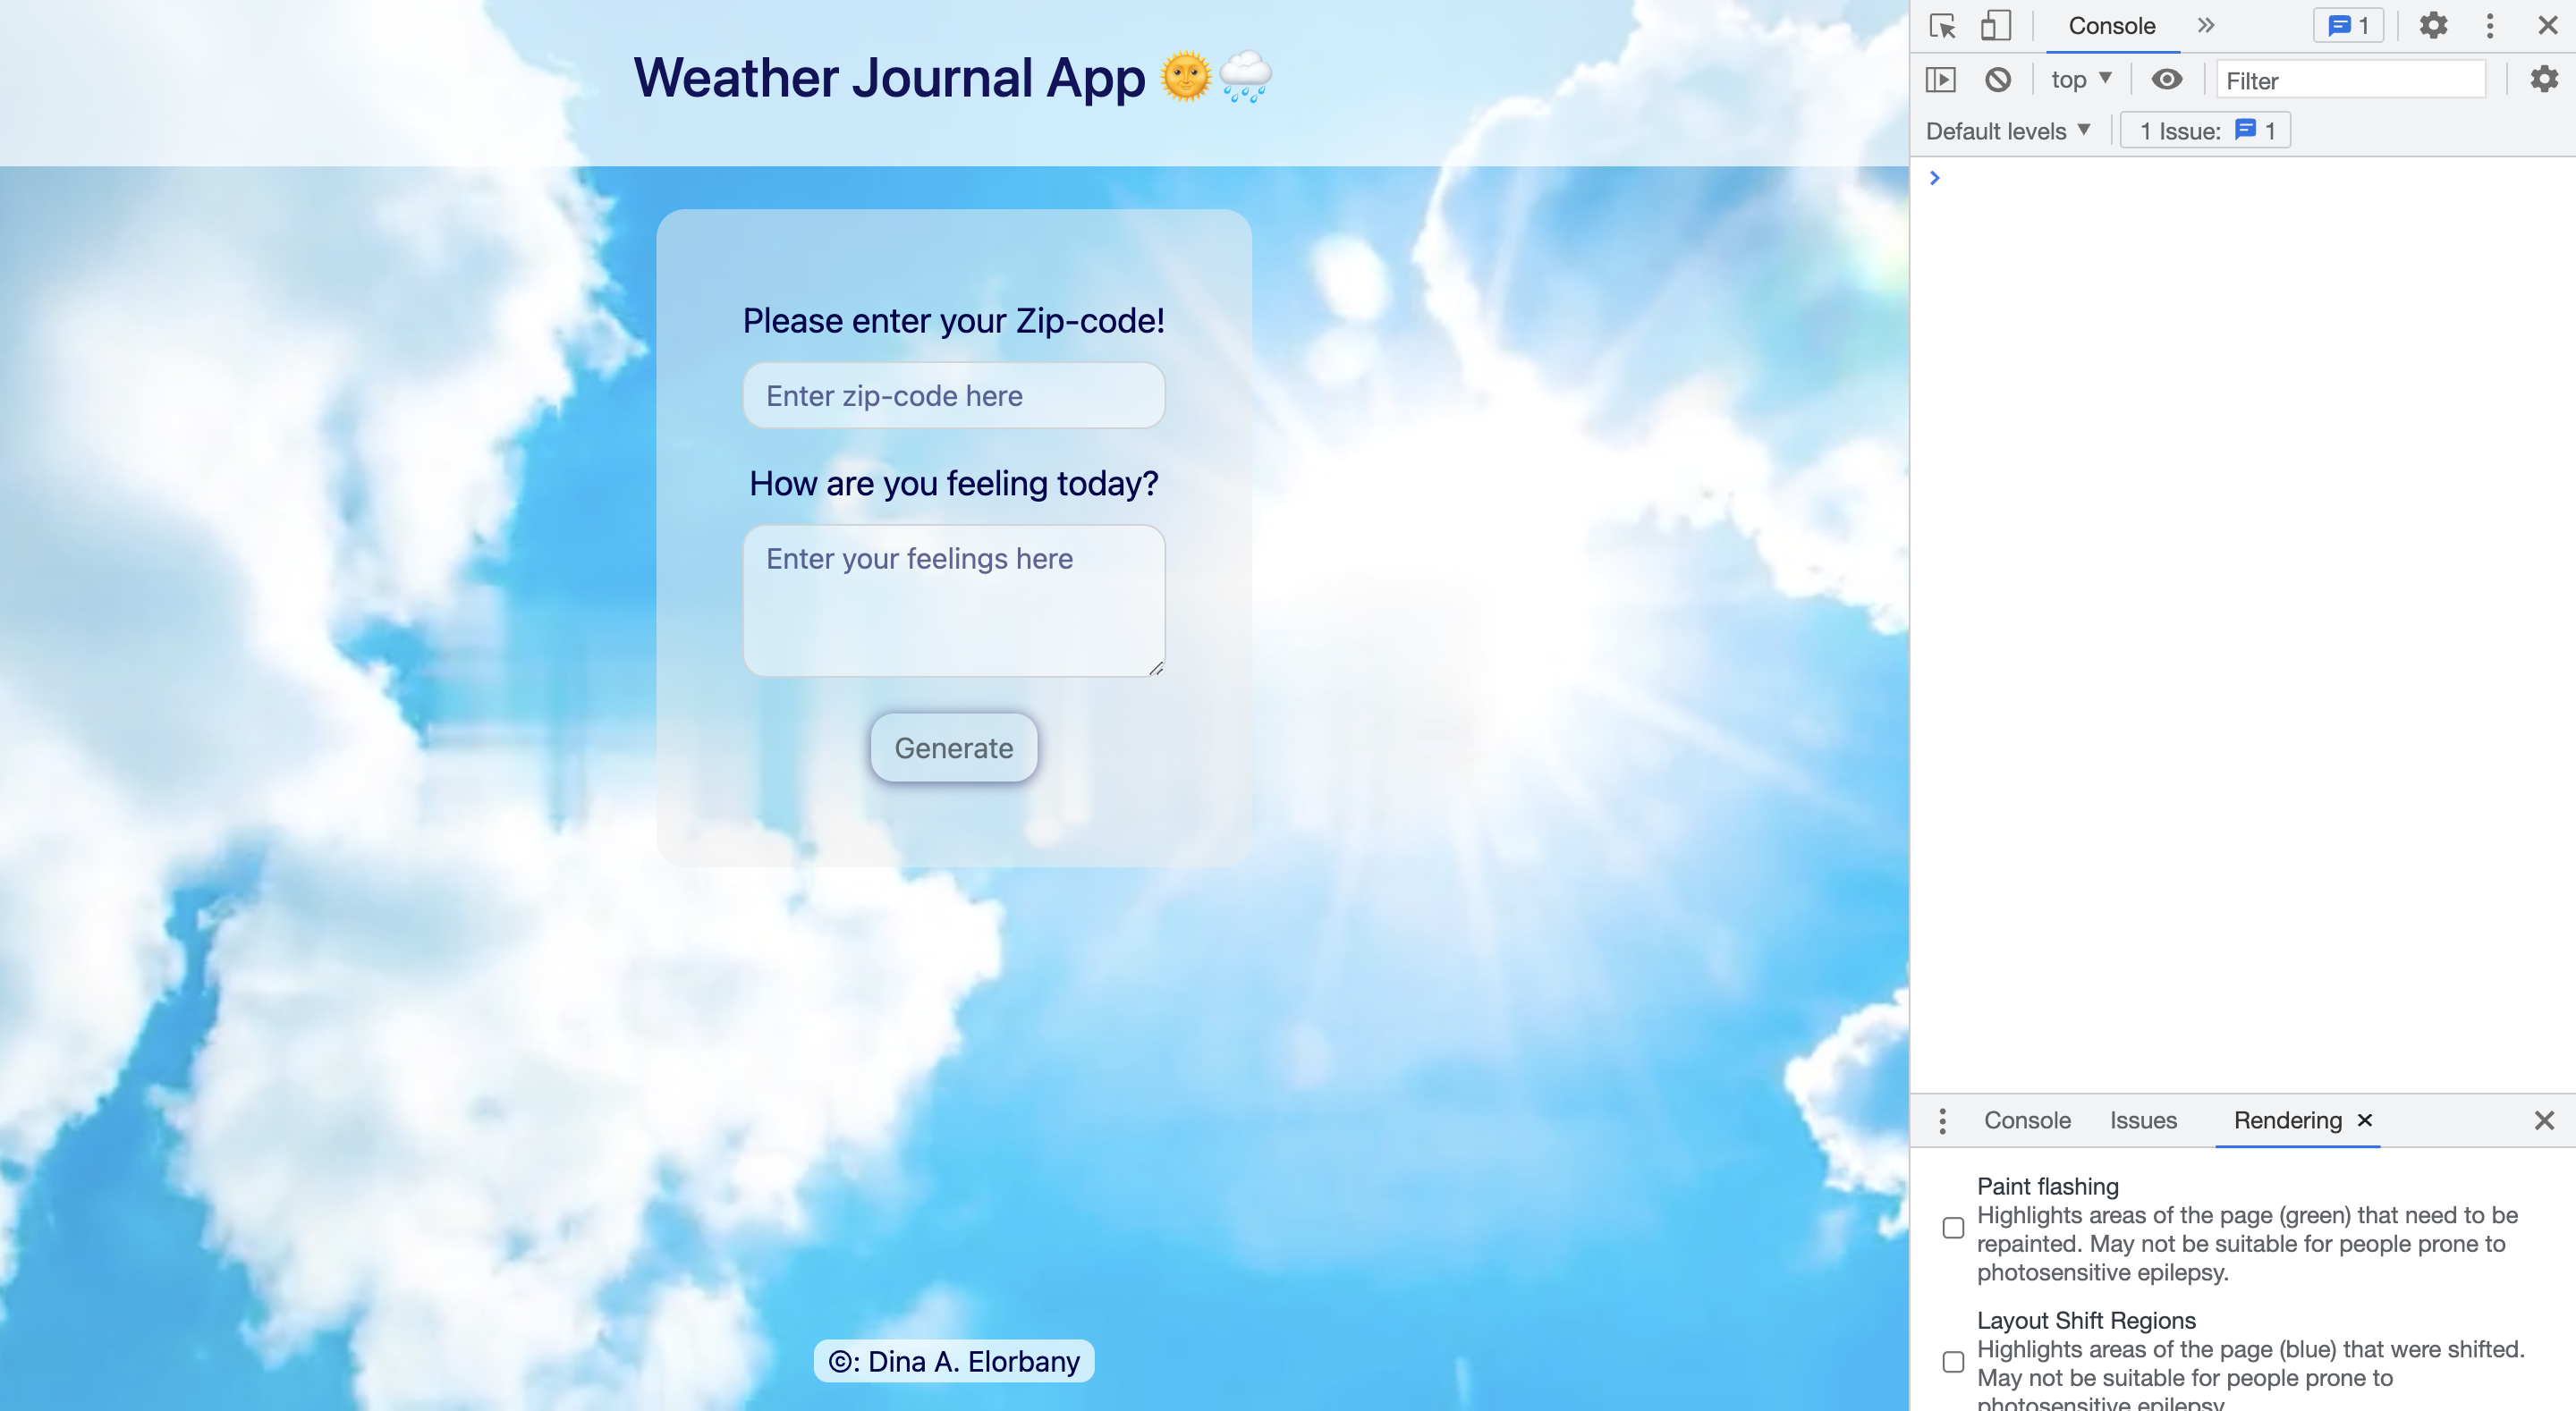 Weather Journal App 🌞🌧️
Please enter your Zip-code!
Enter zip-code here
How are you feeling today?
Enter your feelings here
Generate
©: Dina A. Elorbany
Console
1
top
Filter
Default levels
1 Issue: 1
Console Issues Rendering
Paint flashing
Highlights areas of the page (green) that need to be
repainted. May not be suitable for people prone to
photosensitive epilepsy.
Layout Shift Regions
Highlights areas of the page (blue) that were shifted.
May not be suitable for people prone to
photosensitive epilepsy.